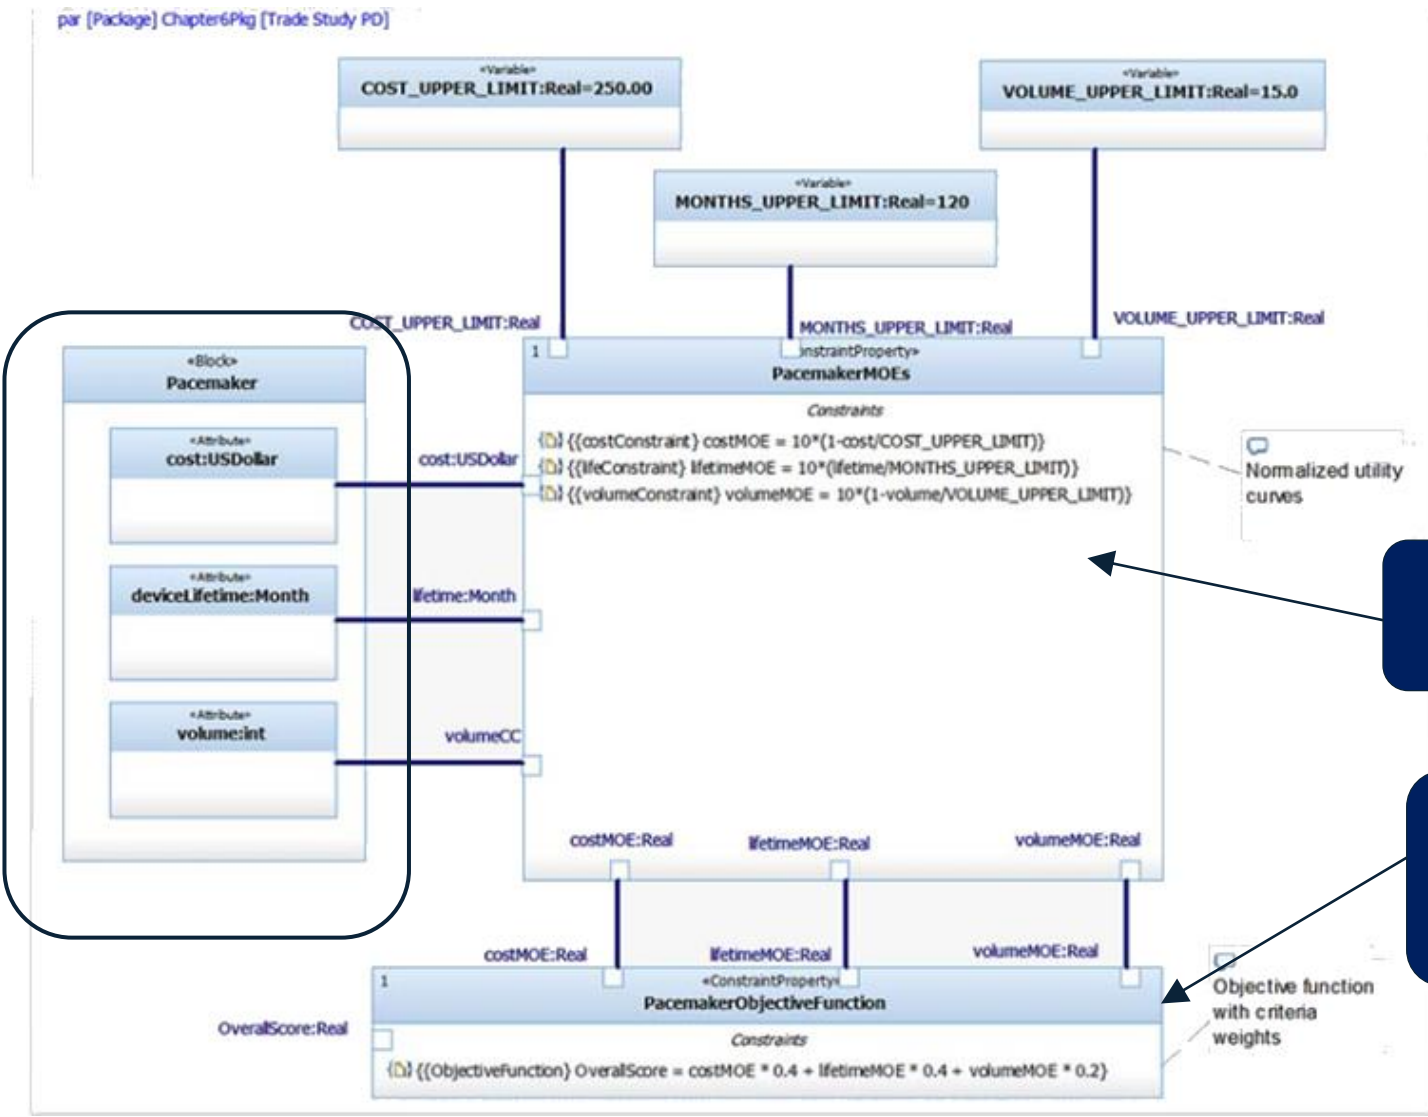 par [Package] Chapter6Pkg [Trade Study PD]
«Variable»
COST_UPPER_LIMIT:Real=250.00
«Variable»
VOLUME_UPPER_LIMIT:Real=15.0
«Variable»
MONTHS_UPPER_LIMIT:Real=120
COST_UPPER_LIMIT:Real
MONTHS_UPPER_LIMIT:Real
VOLUME_UPPER_LIMIT:Real
«Block»
Pacemaker
«Attribute»
cost:USDollar
«Attribute»
deviceLifetime:Month
«Attribute»
volume:int
cost:USDollar
lifetime:Month
volumeCC
1
onstraintProperty»
PacemakerMOEs
Constraints
{{costConstraint} costMOE = 10*(1-cost/COST_UPPER_LIMIT)}
{{lifeConstraint} lifetimeMOE = 10*(lifetime/MONTHS_UPPER_LIMIT)}
{{volumeConstraint} volumeMOE = 10*(1-volume/VOLUME_UPPER_LIMIT)}
Normalized utility
curves
costMOE:Real
lifetimeMOE:Real
volumeMOE:Real
costMOE:Real
lifetimeMOE:Real
volumeMOE:Real
1
«ConstraintProperty»
PacemakerObjectiveFunction
OverallScore:Real
Constraints
{{ObjectiveFunction} OverallScore = costMOE * 0.4 + lifetimeMOE * 0.4 + volumeMOE * 0.2}
Objective function
with criteria
weights